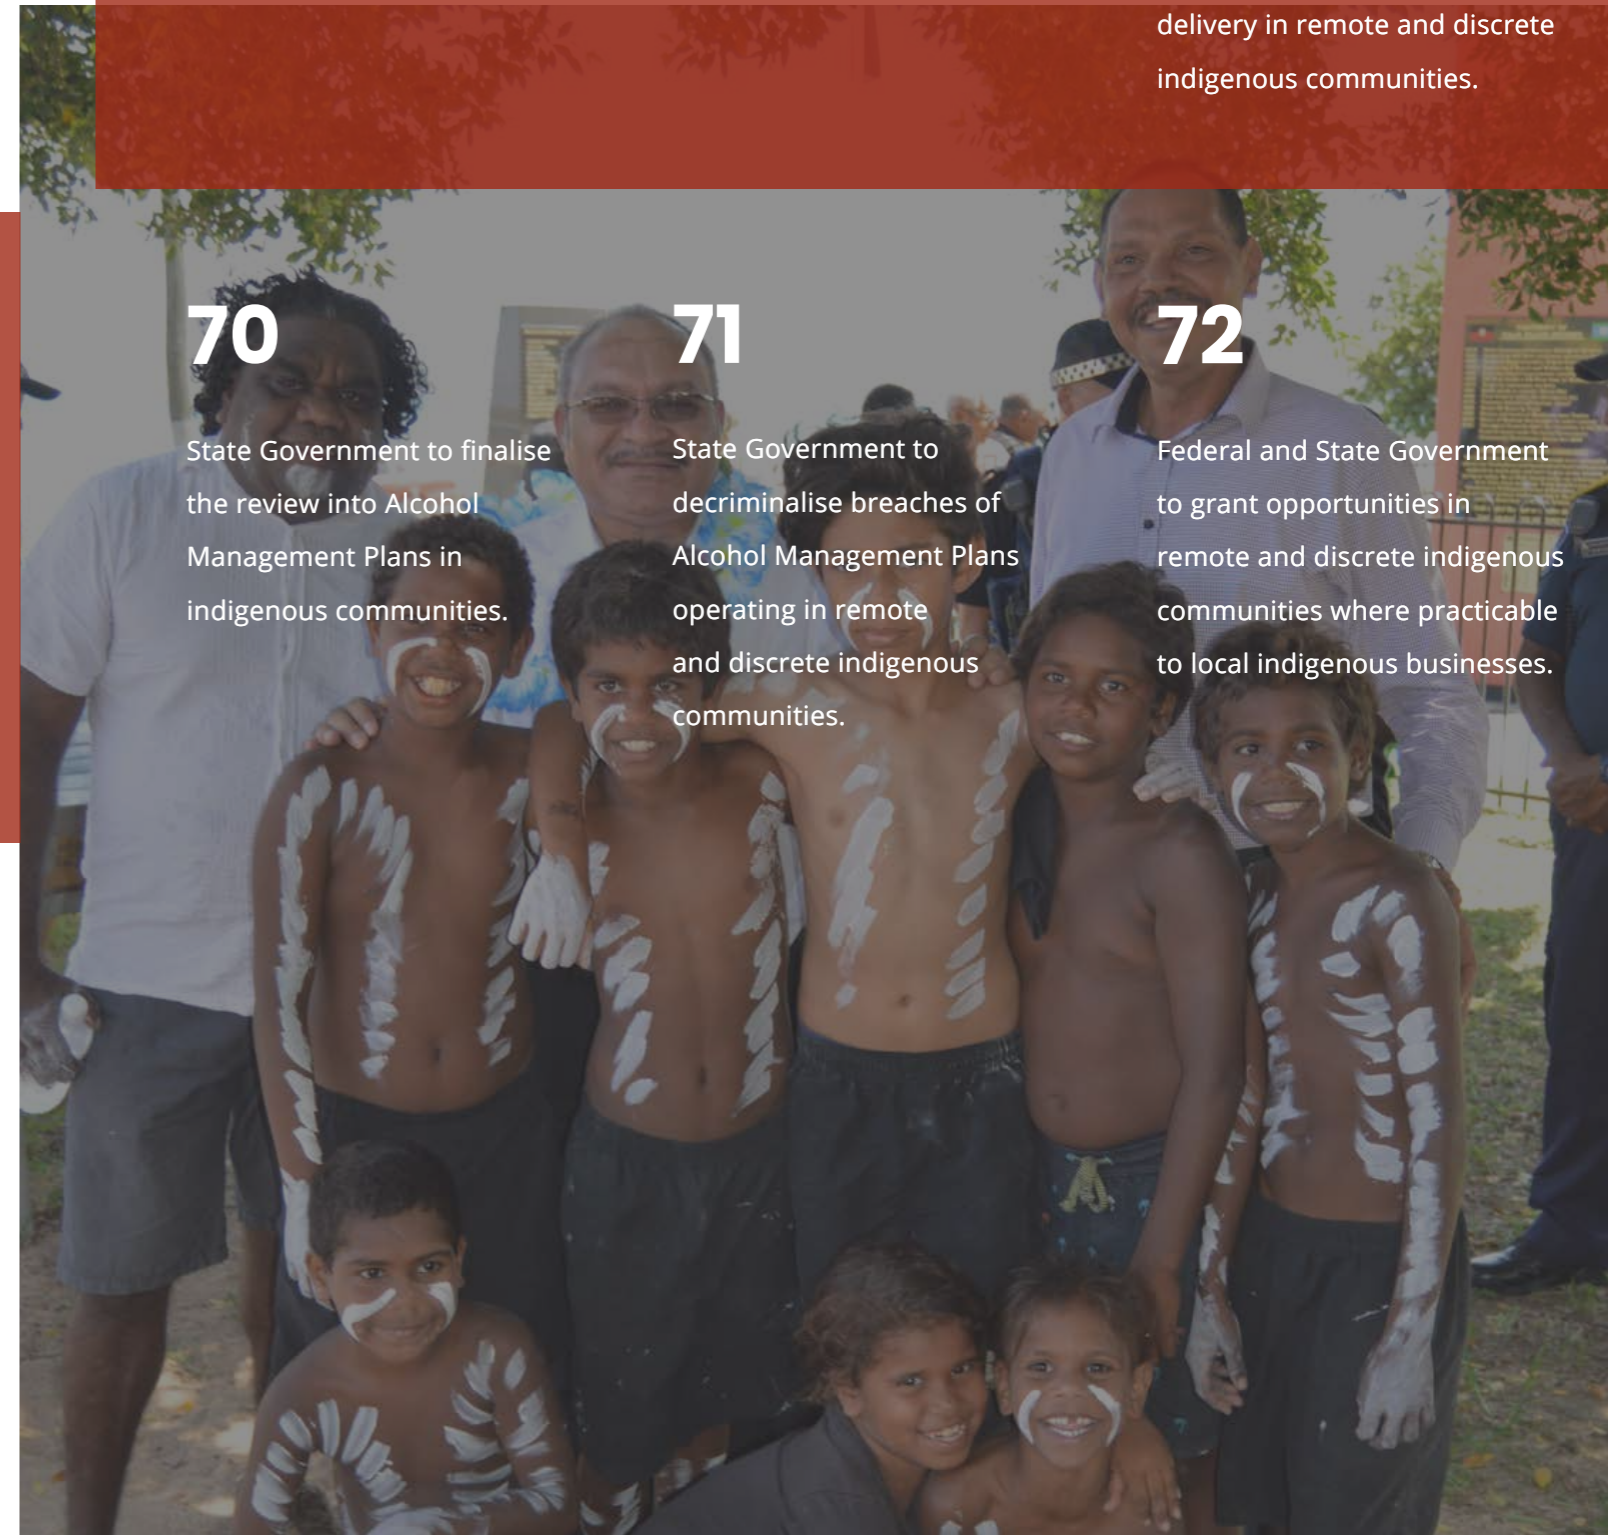 delivery in remote and discrete
indigenous communities.
70
State Government to finalise
the review into Alcohol
Management Plans in
indigenous communities.
71
State Government to
decriminalise breaches of
Alcohol Management Plans
operating in remote
and discrete indigenous
communities.
72
Federal and State Government
to grant opportunities in
remote and discrete indigenous
communities where practicable
to local indigenous businesses.